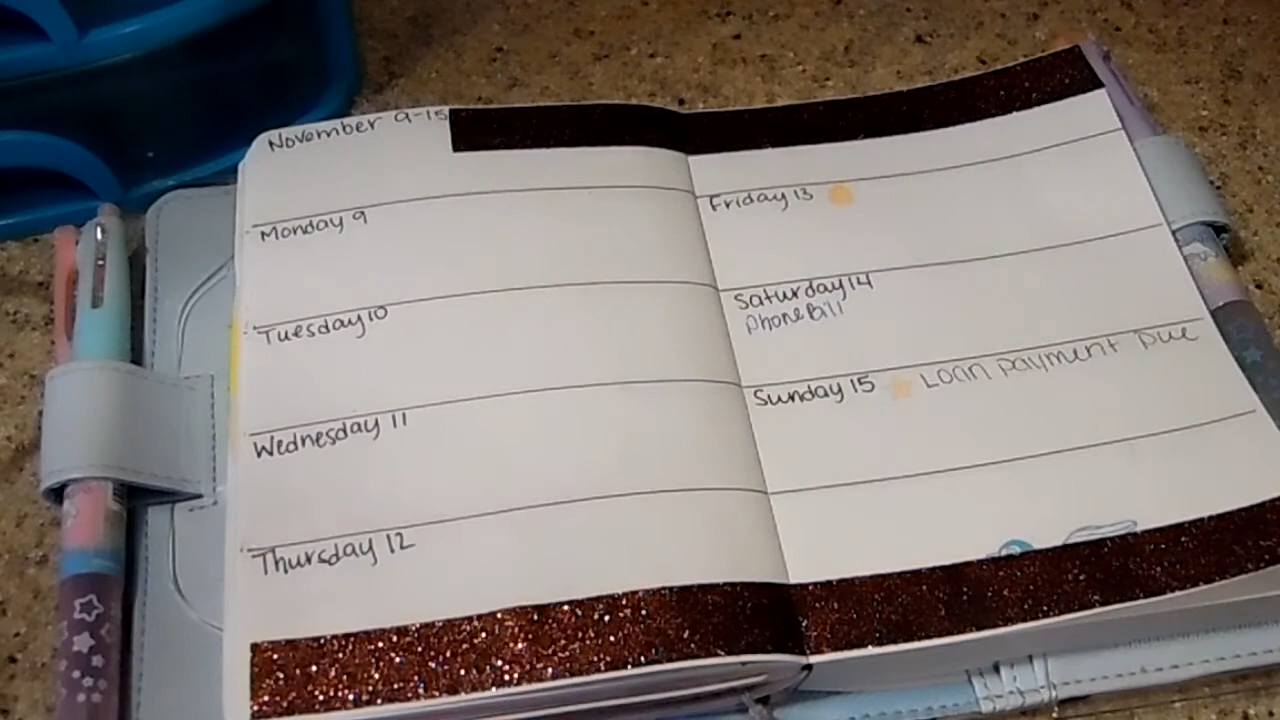 November 9-15
Monday 9
Tuesday 10
Wednesday 11
Thursday 12
Friday 13
Saturday 14
Phone Bill
Sunday 15 Loan payment Due